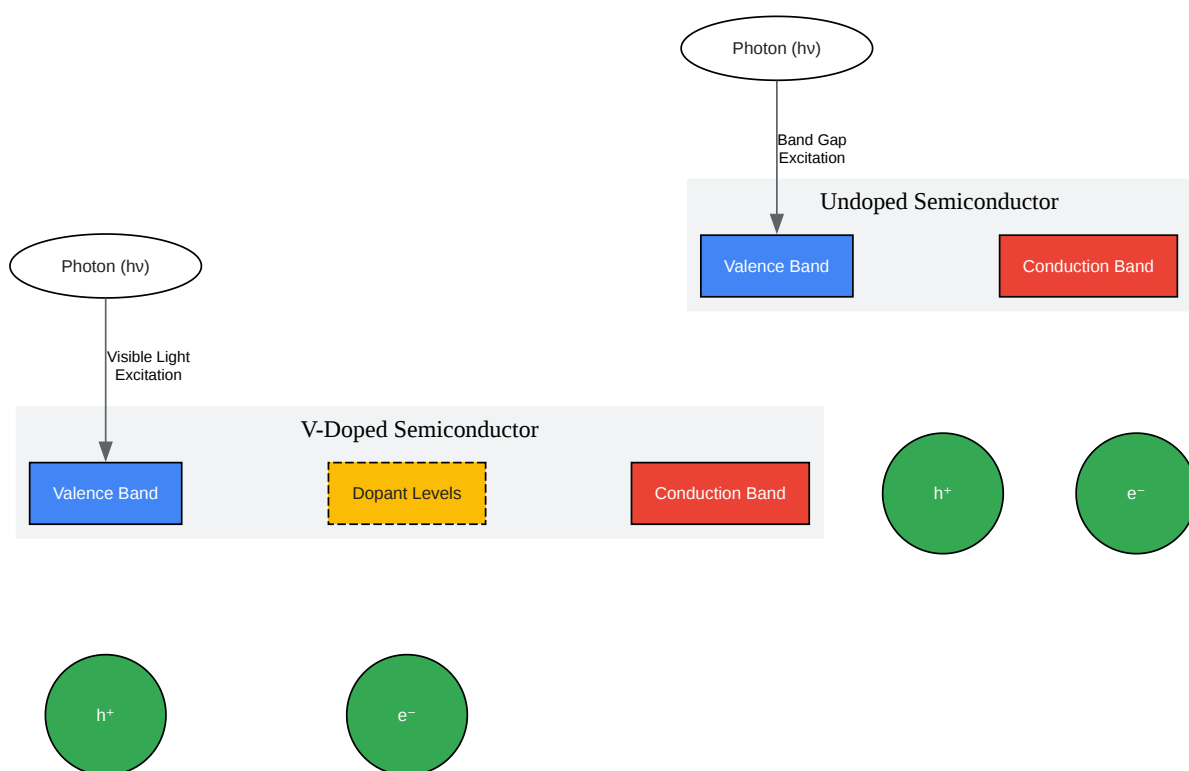 Photon (hν)
Band Gap
Excitation
Undoped Semiconductor
Valence Band
Conduction Band
Photon (hν)
Visible Light
Excitation
V-Doped Semiconductor
Valence Band
Dopant Levels
Conduction Band
h⁺
e⁻
h⁺
e⁻